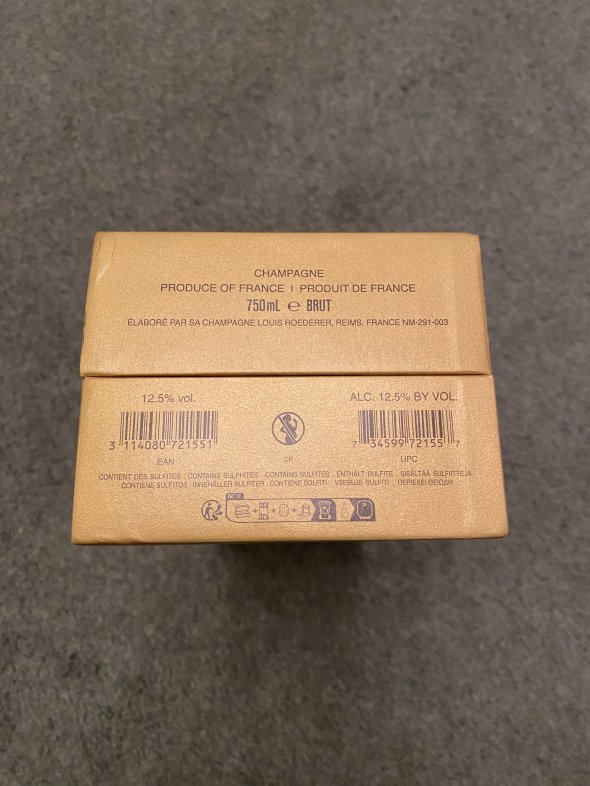 CHAMPAGNE
PRODUCE OF FRANCE | PRODUIT DE FRANCE
750mL ℮ BRUT
ÉLABORÉ PAR SA CHAMPAGNE LOUIS ROEDERER, REIMS, FRANCE NM-291-003
12.5% vol.
ALC. 12,5% BY VOL.
3 114080 721551
7 34599 72155 7
EAN
CP
UPC
CONTIENT DES SULFITES . CONTAINS SULPHITES . CONTAINS SULFITES . ENTHÄLT SULFITE . SISÄLTÄÄ SULFIITTEJA
CONTIENE SULFITOS . INNEHÅLLER SULFITER . CONTIENE SOLFITI . VSEBUJE SULFITI . ΠΕΡΙΕΧΕΙ ΘΕΙΩΔΗ